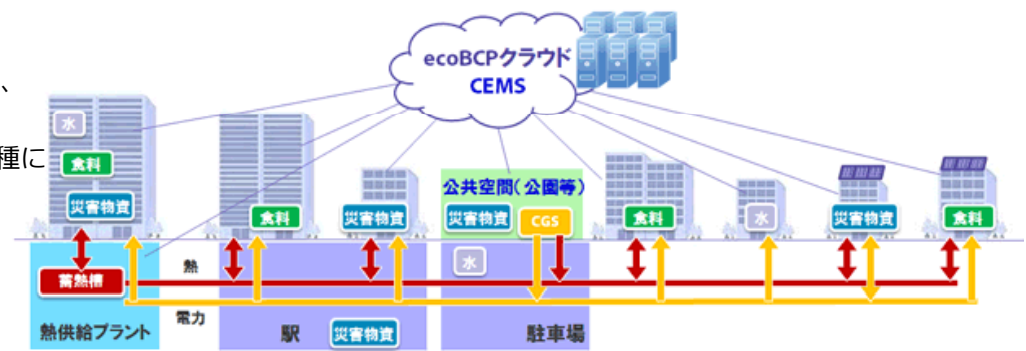 ecoBCPクラウド
CEMS
、
種に
水
食料
災害物資
食料
災害物資
公共空間(公園等)
災害物資
CGS
食料
水
災害物資
食料
熱
水
蓄熱槽
電力
熱供給プラント
駅
災害物資
駐車場